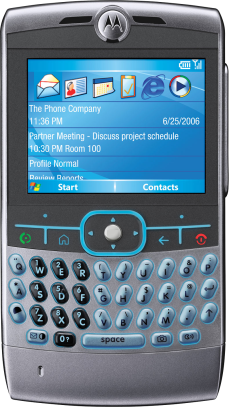 The Phone Company
11:36 PM 6/25/2006
Partner Meeting - Discuss project schedule
10:30 PM Room 100
Profile Normal
Review Reports
Start Contacts
Q W E R T Y U I O P
A S D F G H J K L
Z X C V B N M
0 ? space